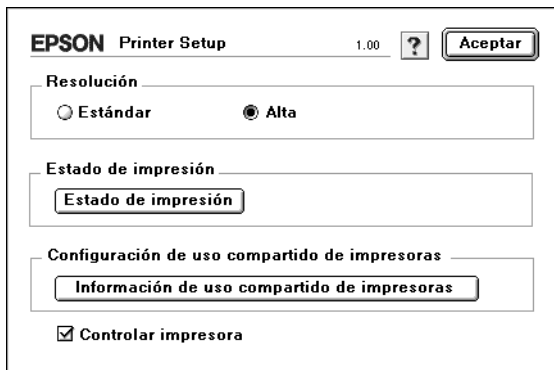 EPSON Printer Setup 1.00 ? Aceptar
Resolución
Estándar Alta
Estado de impresión
Estado de impresión
Configuración de uso compartido de impresoras
Información de uso compartido de impresoras
Controlar impresora